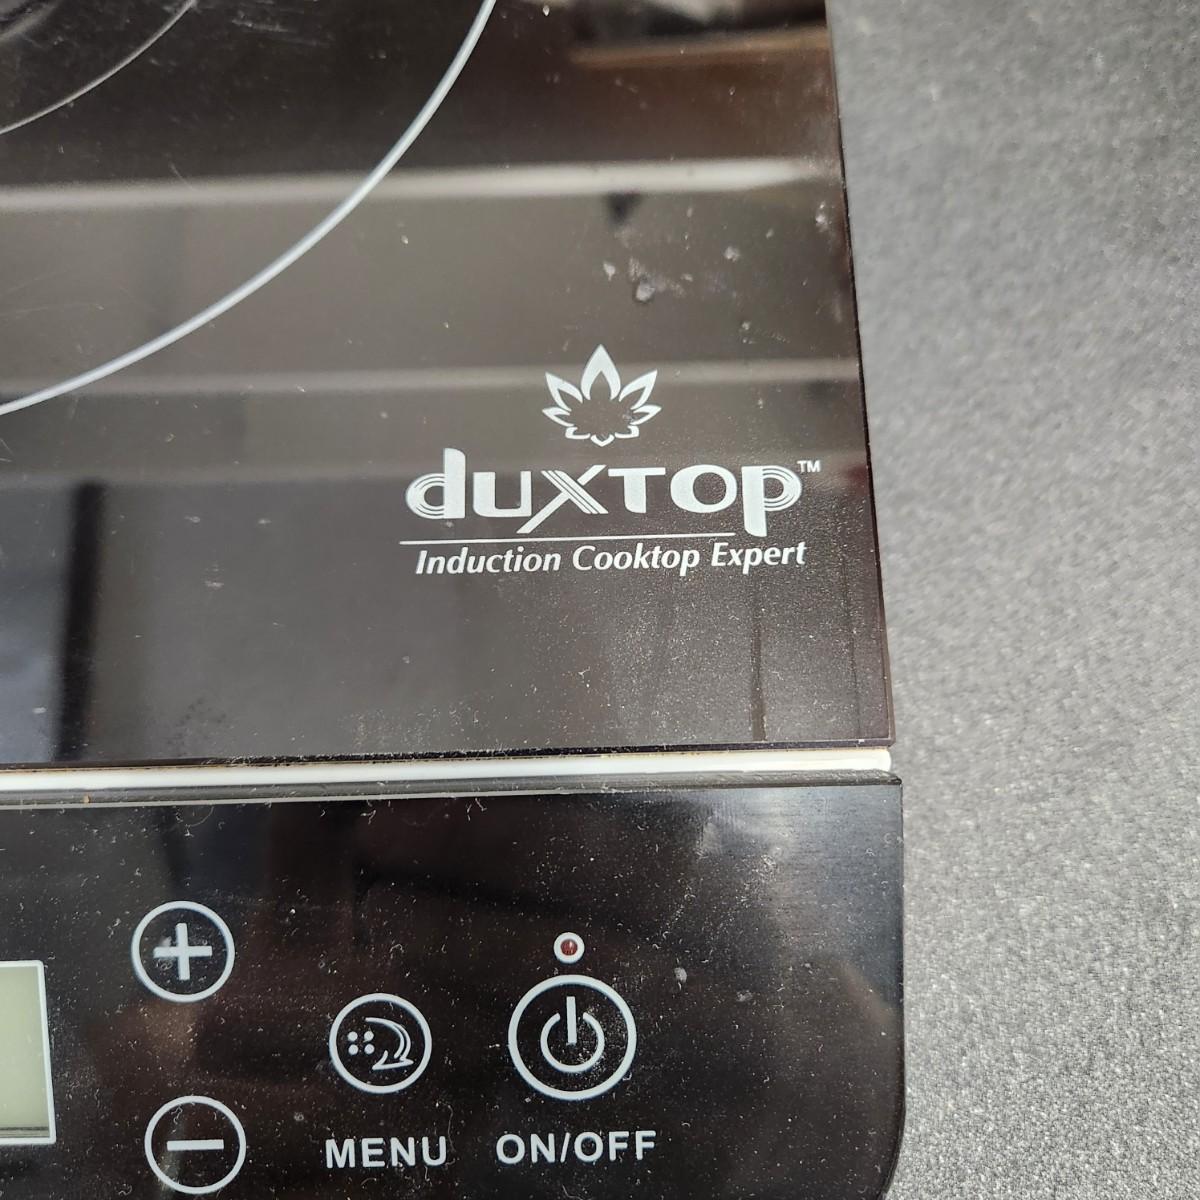 duxtop™
Induction Cooktop Expert
MENU ON/OFF